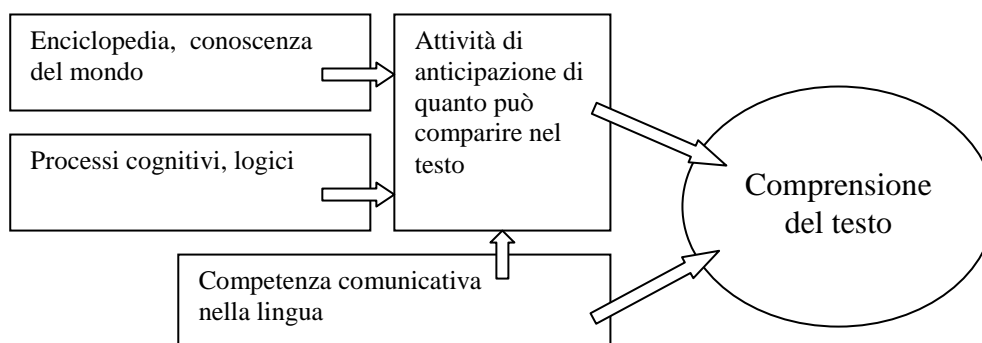 Enciclopedia, conoscenza
del mondo
Attività di
anticipazione di
quanto può
comparire nel
testo
Processi cognitivi, logici
Comprensione
del testo
Competenza comunicativa
nella lingua